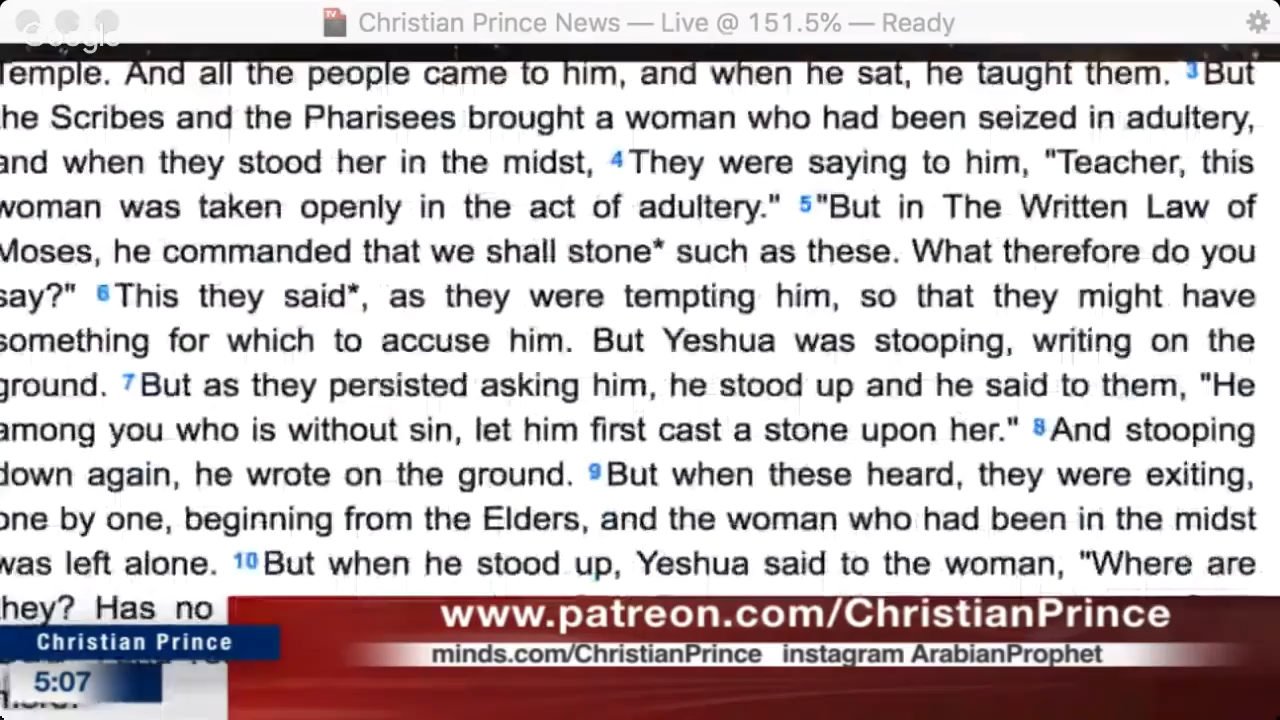 Christian Prince News — Live @ 151.5% — Ready
Google
Temple. And all the people came to him, and when he sat, he taught them. 3 But
the Scribes and the Pharisees brought a woman who had been seized in adultery,
and when they stood her in the midst, 4 They were saying to him, "Teacher, this
woman was taken openly in the act of adultery." 5 "But in The Written Law of
Moses, he commanded that we shall stone* such as these. What therefore do you
say?" 6 This they said*, as they were tempting him, so that they might have
something for which to accuse him. But Yeshua was stooping, writing on the
ground. 7 But as they persisted asking him, he stood up and he said to them, "He
among you who is without sin, let him first cast a stone upon her." 8 And stooping
down again, he wrote on the ground. 9 But when these heard, they were exiting,
one by one, beginning from the Elders, and the woman who had been in the midst
was left alone. 10 But when he stood up, Yeshua said to the woman, "Where are
they? Has no
www.patreon.com/ChristianPrince
Christian Prince
minds.com/ChristianPrince instagram ArabianProphet
5:07